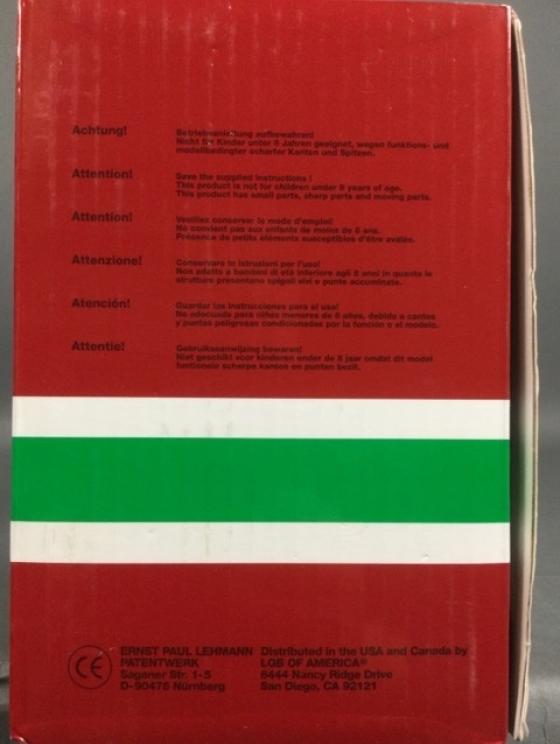 Achtung!
Betriebsanleitung aufbewahren!
Nicht für Kinder unter 8 Jahren geeignet, wegen funktions- und
modellbedingter scharfer Kanten und Spitzen.
Attention!
Save the supplied instructions !
This product is not for children under 8 years of age.
This product has small parts, sharp parts and moving parts.
Attention!
Veuillez conserver le mode d'emploi!
Ne convient pas aux enfants de moins de 8 ans.
Présence de petits éléments susceptibles d'être avalés.
Attenzione!
Conservare le istruzioni per l'uso!
Non adatto a bambini di età inferiore agli 8 anni in quanto le
strutture presentano spigoli vivi e punte accuminate.
Atención!
Guardar las instrucciones para el uso!
No adecuado para niños menores de 8 años, debido a cantos
y puntas peligrosas condicionadas por la función o el modelo.
Attentie!
Gebruiksaanwijzing bewaren!
Niet geschikt voor kinderen onder de 8 jaar omdat dit model
funtionele scherpe kanten en punten bezit.
CE
ERNST PAUL LEHMANN
PATENTWERK
Saganer Str. 1-5
D-90475 Nürnberg
Distributed in the USA and Canada by
LGB OF AMERICA®
8444 Nancy Ridge Drive
San Diego, CA 92121